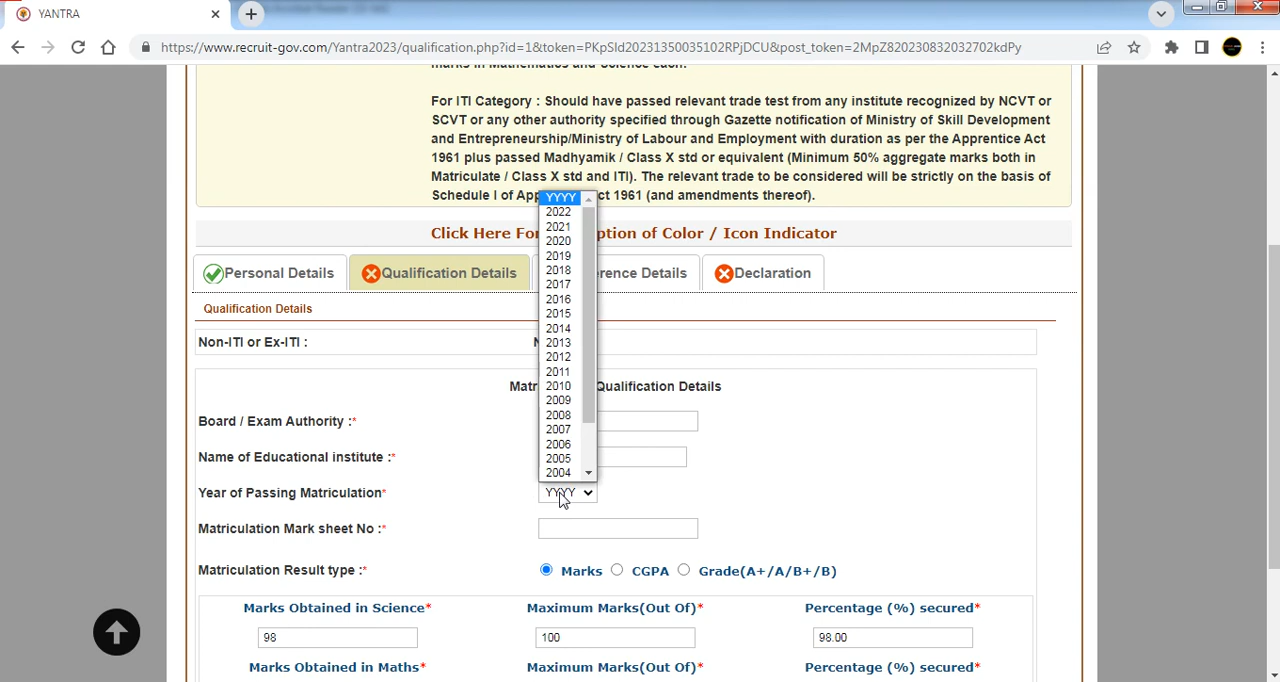 YANTRA
https://www.recruit-gov.com/Yantra2023/qualification.php?id=1&token=PKpSId20231350035102RPjDCU&post_token=2MpZ820230832032702kdPy
marks in Mathematics and Science each.
For ITI Category : Should have passed relevant trade test from any institute recognized by NCVT or
SCVT or any other authority specified through Gazette notification of Ministry of Skill Development
and Entrepreneurship/Ministry of Labour and Employment with duration as per the Apprentice Act
1961 plus passed Madhyamik / Class X std or equivalent (Minimum 50% aggregate marks both in
Matriculate / Class X std and ITI). The relevant trade to be considered will be strictly on the basis of
Schedule I of App ct 1961 (and amendments thereof).
Click Here For ption of Color / Icon Indicator
Personal Details
Qualification Details
erence Details
Declaration
Qualification Details
Non-ITI or Ex-ITI : N
Matr Qualification Details
Board / Exam Authority :*
Name of Educational institute :*
Year of Passing Matriculation*
YYYY
YYYY
2022
2021
2020
2019
2018
2017
2016
2015
2014
2013
2012
2011
2010
2009
2008
2007
2006
2005
2004
Matriculation Mark sheet No :*
Matriculation Result type :* Marks CGPA Grade(A+/A/B+/B)
Marks Obtained in Science* Maximum Marks(Out Of)* Percentage (%) secured*
98 100 98.00
Marks Obtained in Maths* Maximum Marks(Out Of)* Percentage (%) secured*